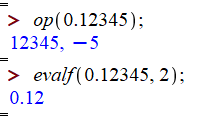 > op(0.12345);
12345, −5
> evalf(0.12345, 2);
0.12